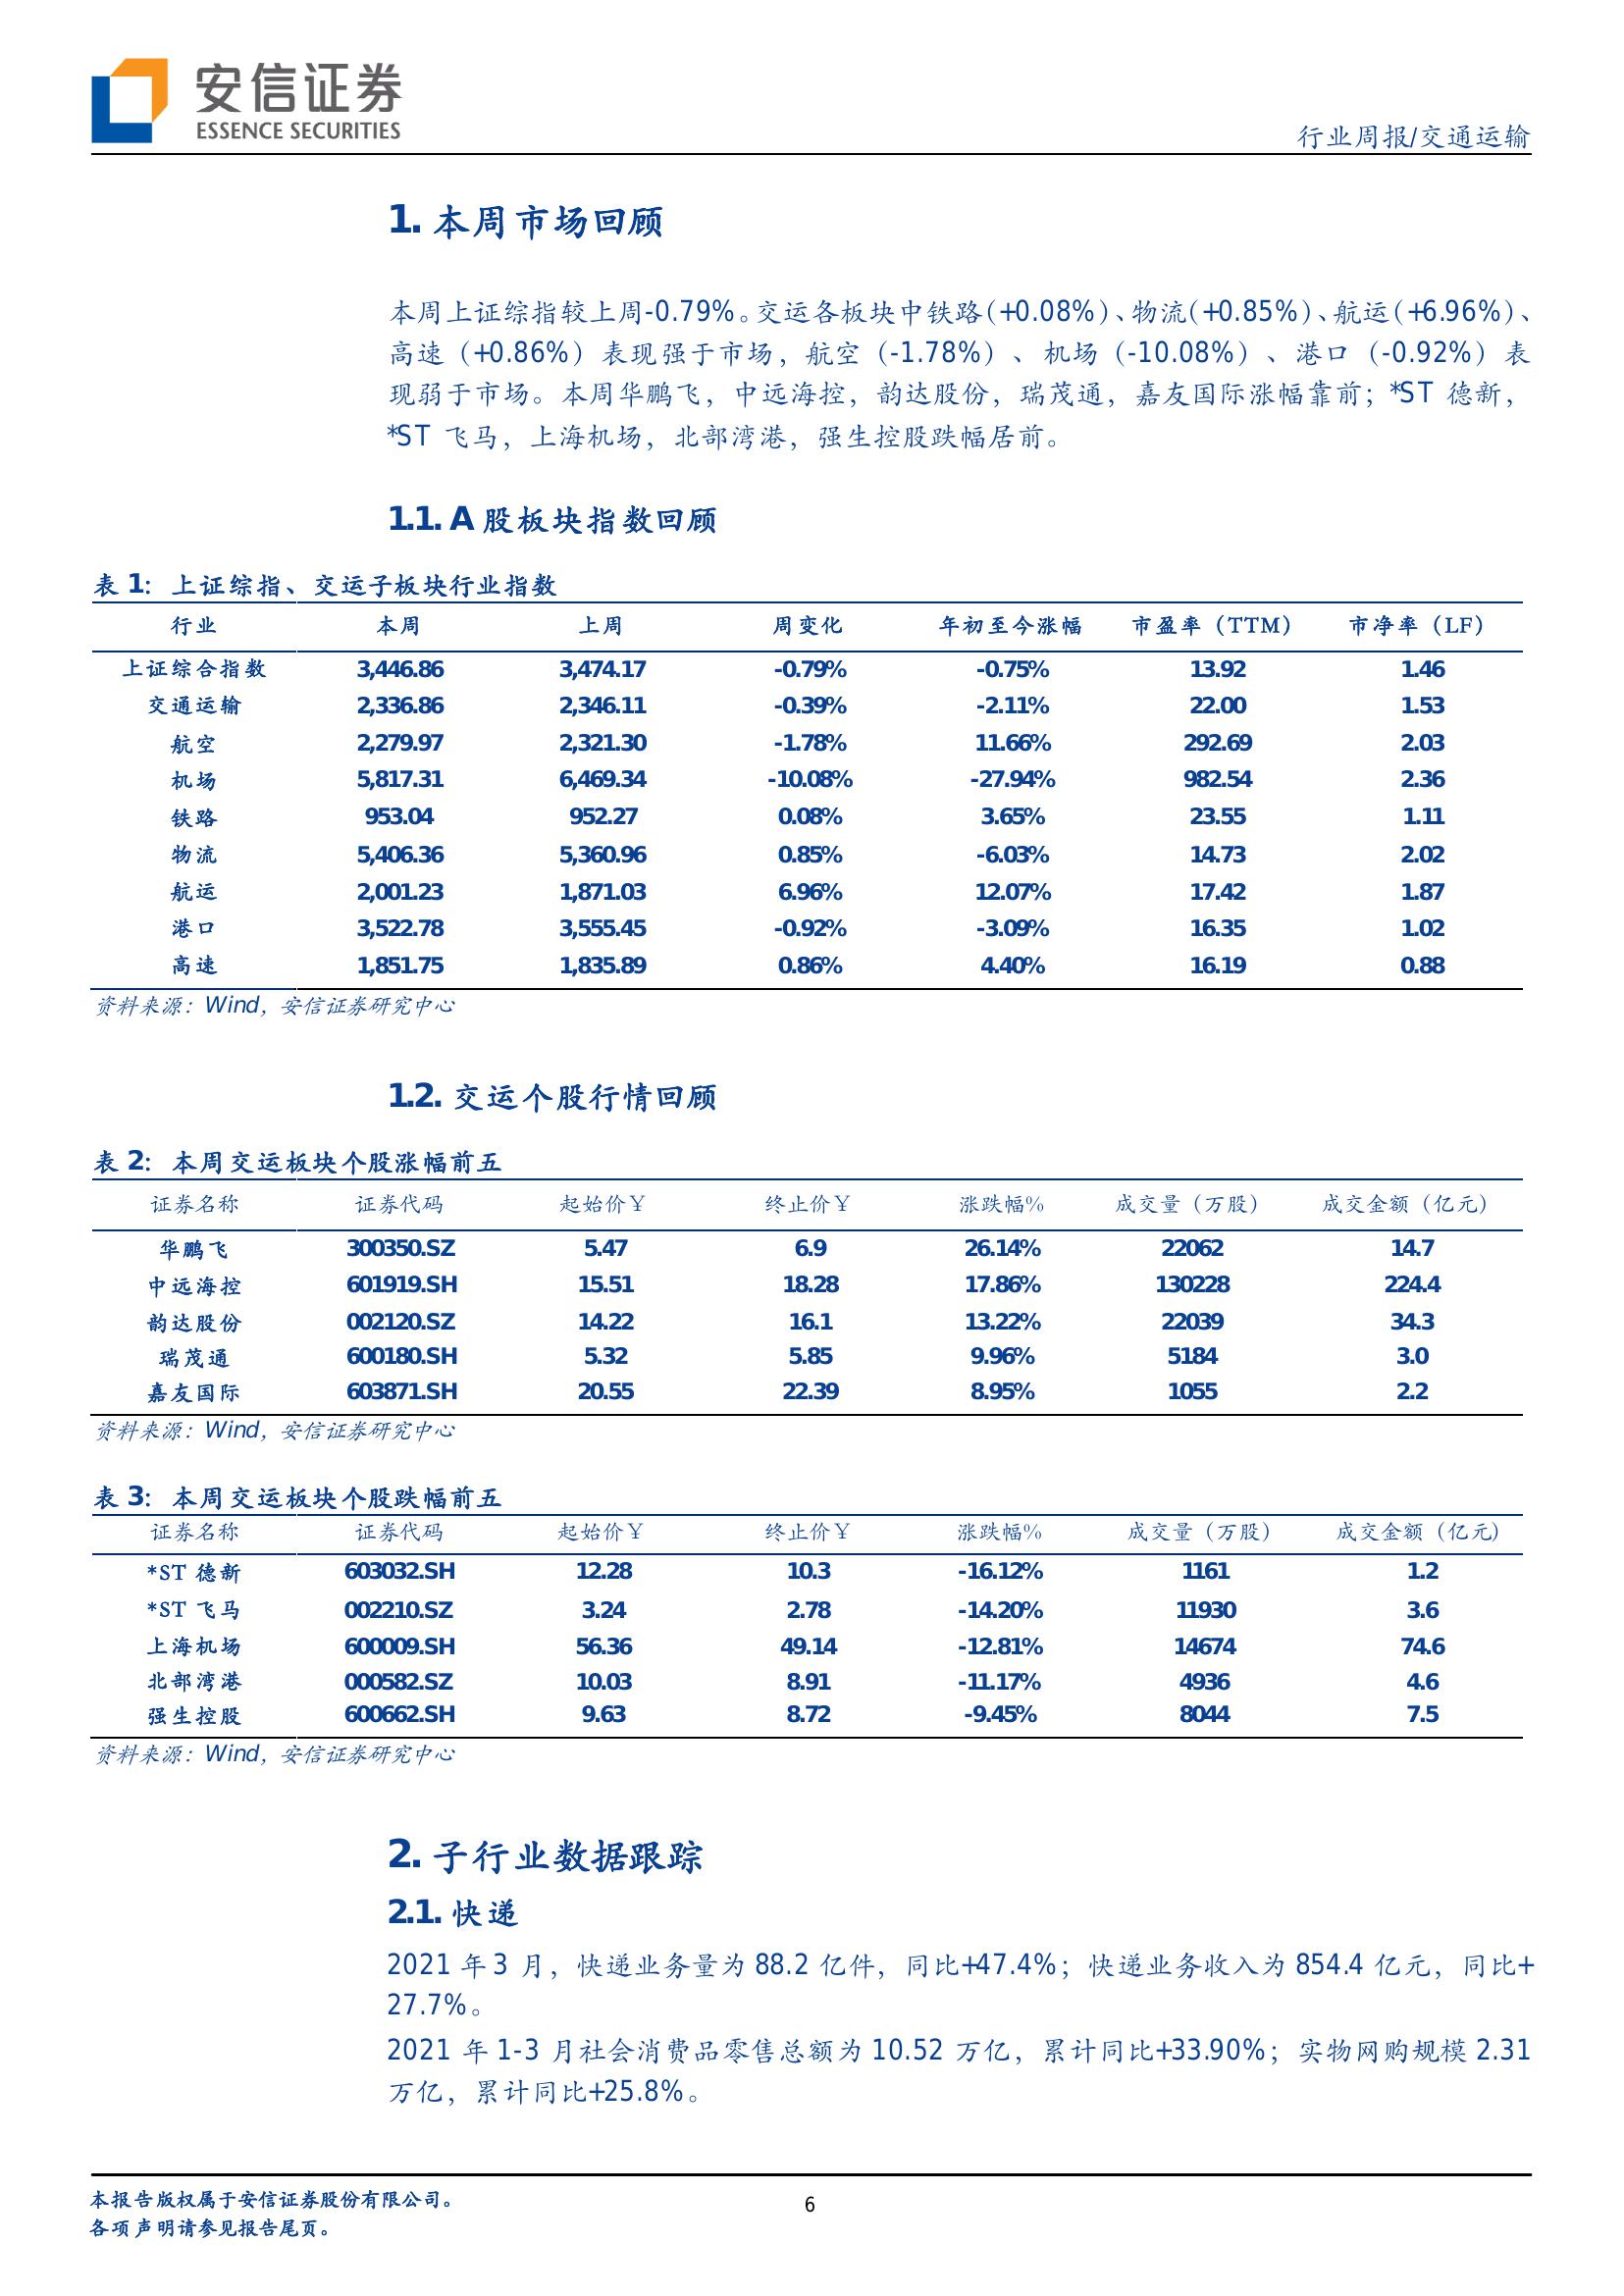 安信证券
ESSENCE SECURITIES
行业周报/交通运输
1. 本周市场回顾
本周上证综指较上周-0.79%。交运各板块中铁路（+0.08%）、物流（+0.85%）、航运（+6.96%）、
高速（+0.86%）表现强于市场，航空（-1.78%）、机场（-10.08%）、港口（-0.92%）表
现弱于市场。本周华鹏飞，中远海控，韵达股份，瑞茂通，嘉友国际涨幅靠前；*ST 德新，
*ST 飞马，上海机场，北部湾港，强生控股跌幅居前。
1.1. A 股板块指数回顾
表 1：上证综指、交运子板块行业指数
行业 本周 上周 周变化 年初至今涨幅 市盈率（TTM） 市净率（LF）
上证综合指数 3,446.86 3,474.17 -0.79% -0.75% 13.92 1.46
交通运输 2,336.86 2,346.11 -0.39% -2.11% 22.00 1.53
航空 2,279.97 2,321.30 -1.78% 11.66% 292.69 2.03
机场 5,817.31 6,469.34 -10.08% -27.94% 982.54 2.36
铁路 953.04 952.27 0.08% 3.65% 23.55 1.11
物流 5,406.36 5,360.96 0.85% -6.03% 14.73 2.02
航运 2,001.23 1,871.03 6.96% 12.07% 17.42 1.87
港口 3,522.78 3,555.45 -0.92% -3.09% 16.35 1.02
高速 1,851.75 1,835.89 0.86% 4.40% 16.19 0.88
资料来源：Wind，安信证券研究中心
1.2. 交运个股行情回顾
表 2：本周交运板块个股涨幅前五
证券名称 证券代码 起始价￥ 终止价￥ 涨跌幅% 成交量（万股） 成交金额（亿元）
华鹏飞 300350.SZ 5.47 6.9 26.14% 22062 14.7
中远海控 601919.SH 15.51 18.28 17.86% 130228 224.4
韵达股份 002120.SZ 14.22 16.1 13.22% 22039 34.3
瑞茂通 600180.SH 5.32 5.85 9.96% 5184 3.0
嘉友国际 603871.SH 20.55 22.39 8.95% 1055 2.2
资料来源：Wind，安信证券研究中心
表 3：本周交运板块个股跌幅前五
证券名称 证券代码 起始价￥ 终止价￥ 涨跌幅% 成交量（万股） 成交金额（亿元)
*ST 德新 603032.SH 12.28 10.3 -16.12% 1161 1.2
*ST 飞马 002210.SZ 3.24 2.78 -14.20% 11930 3.6
上海机场 600009.SH 56.36 49.14 -12.81% 14674 74.6
北部湾港 000582.SZ 10.03 8.91 -11.17% 4936 4.6
强生控股 600662.SH 9.63 8.72 -9.45% 8044 7.5
资料来源：Wind，安信证券研究中心
2. 子行业数据跟踪
2.1. 快递
2021 年 3 月，快递业务量为 88.2 亿件，同比+47.4%；快递业务收入为 854.4 亿元，同比+
27.7%。
2021 年 1-3 月社会消费品零售总额为 10.52 万亿，累计同比+33.90%；实物网购规模 2.31
万亿，累计同比+25.8%。
本报告版权属于安信证券股份有限公司。
各项声明请参见报告尾页。
6